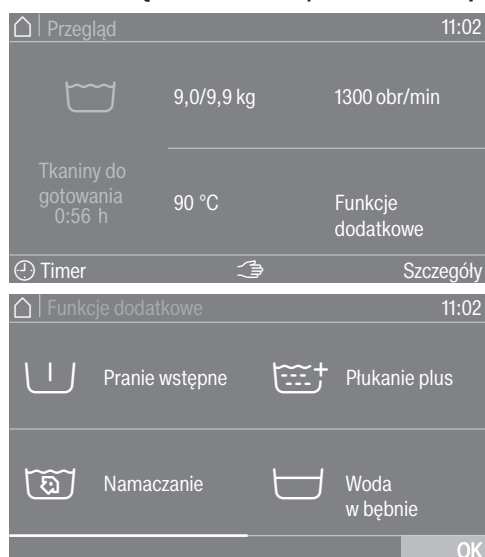 Przegląd 11:02
9,0/9,9 kg 1300 obr/min
Tkaniny do
gotowania
0:56 h
90 °C Funkcje
dodatkowe
Timer Szczegóły
Funkcje dodatkowe 11:02
Pranie wstępne Płukanie plus
Namaczanie Woda
w bębnie
OK